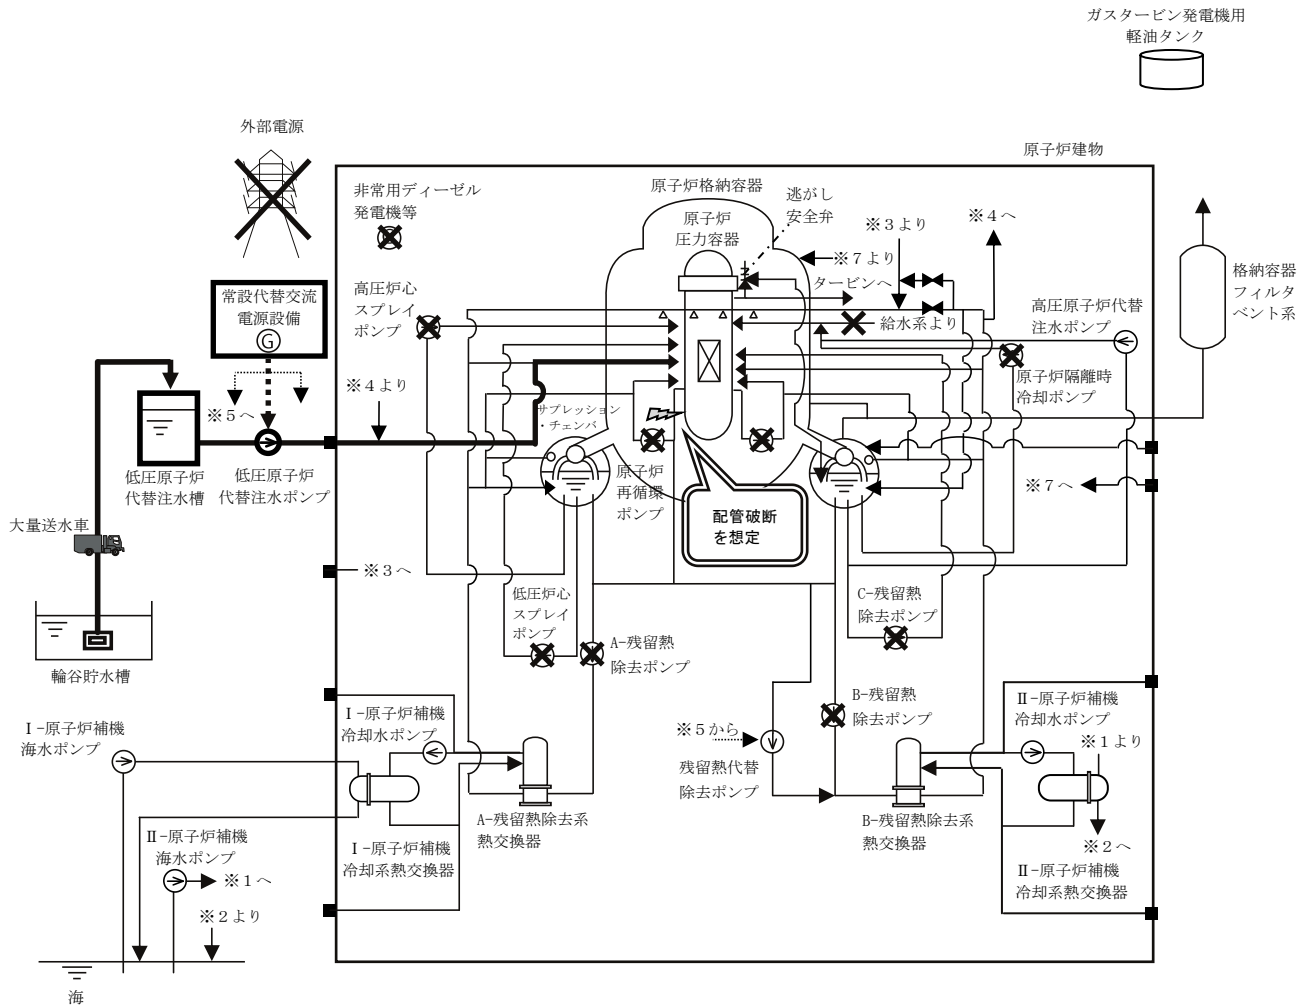 ガスタービン発電機用
軽油タンク
外部電源
原子炉建物
非常用ディーゼル
発電機等
原子炉格納容器
原子炉
圧力容器
逃がし
安全弁
※３より
※４へ
※７より
タービンへ
格納容器
フィルタ
ベント系
常設代替交流
電源設備
G
高圧炉心
スプレイ
ポンプ
給水系より
高圧原子炉代替
注水ポンプ
原子炉隔離時
冷却ポンプ
※４より
※５へ
サプレッション
・チェンバ
低圧原子炉
代替注水槽
低圧原子炉
代替注水ポンプ
原子炉
再循環
ポンプ
配管破断
を想定
※７へ
大量送水車
※３へ
低圧炉心
スプレイ
ポンプ
C-残留熱
除去ポンプ
A-残留熱
除去ポンプ
輪谷貯水槽
B-残留熱
除去ポンプ
Ⅰ-原子炉補機
海水ポンプ
Ⅰ-原子炉補機
冷却水ポンプ
※５から
残留熱代替
除去ポンプ
Ⅱ-原子炉補機
冷却水ポンプ
※１より
A-残留熱除去系
熱交換器
B-残留熱除去系
熱交換器
※２へ
Ⅱ-原子炉補機
海水ポンプ
※１へ
※２より
Ⅰ-原子炉補機
冷却系熱交換器
Ⅱ-原子炉補機
冷却系熱交換器
海